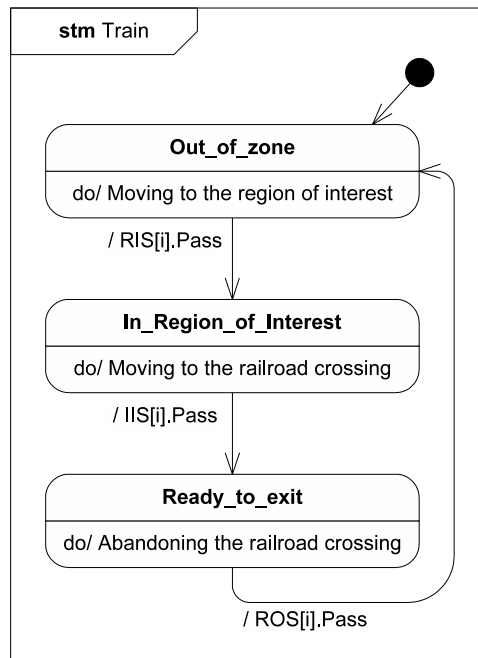 stm Train
Out_of_zone
do/ Moving to the region of interest
/ RIS[i].Pass
In_Region_of_Interest
do/ Moving to the railroad crossing
/ IIS[i].Pass
Ready_to_exit
do/ Abandoning the railroad crossing
/ ROS[i].Pass